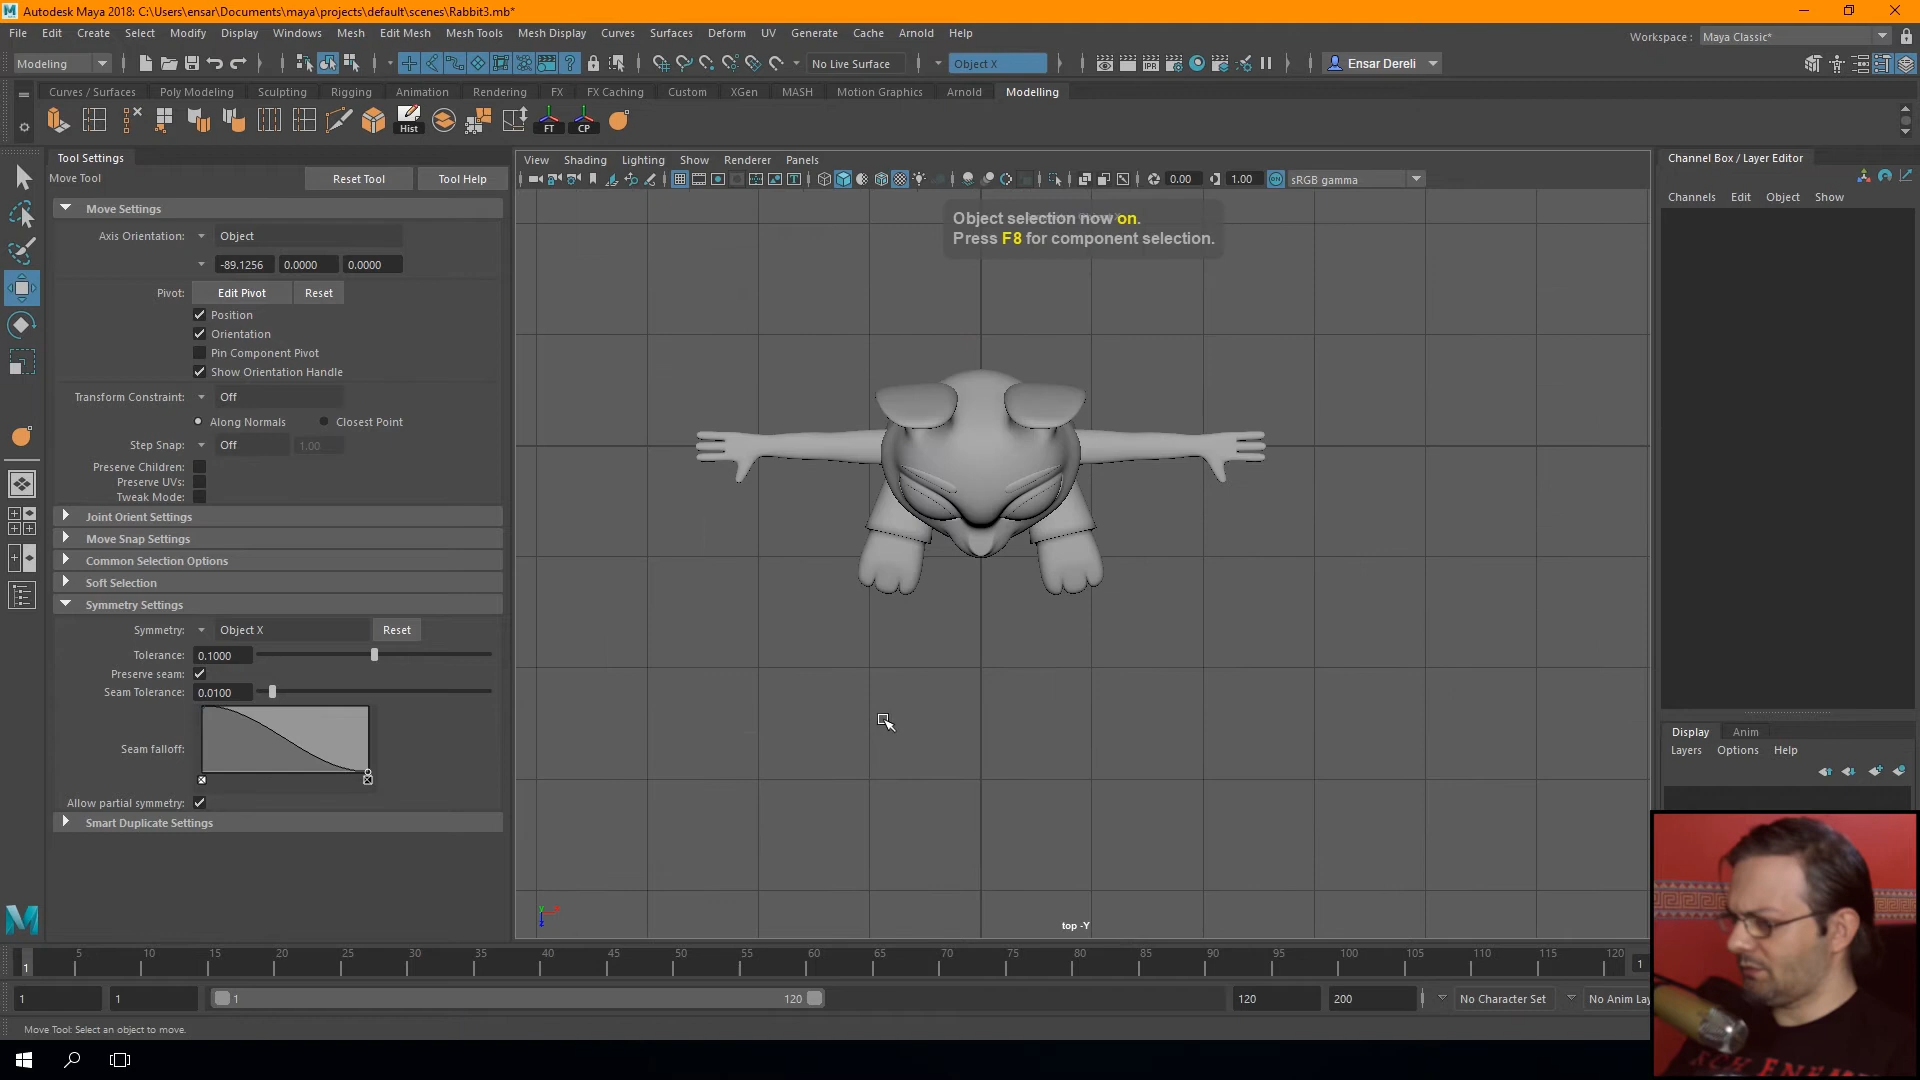 Autodesk Maya 2018: C:\Users\ensar\Documents\maya\projects\default\scenes\Rabbit3.mb*
File Edit Create Select Modify Display Windows Mesh Edit Mesh Mesh Tools Mesh Display Curves Surfaces Deform UV Generate Cache Arnold Help
Workspace : Maya Classic*
Modeling No Live Surface Object X Ensar Dereli
Curves / Surfaces Poly Modeling Sculpting Rigging Animation Rendering FX FX Caching Custom XGen MASH Motion Graphics Arnold Modelling
Hist FT CP
Tool Settings
Move Tool Reset Tool Tool Help
Move Settings
Axis Orientation: Object
-89.1256 0.0000 0.0000
Pivot: Edit Pivot Reset
Position
Orientation
Pin Component Pivot
Show Orientation Handle
Transform Constraint: Off
Along Normals Closest Point
Step Snap: Off 1.00
Preserve Children:
Preserve UVs:
Tweak Mode:
Joint Orient Settings
Move Snap Settings
Common Selection Options
Soft Selection
Symmetry Settings
Symmetry: Object X Reset
Tolerance: 0.1000
Preserve seam:
Seam Tolerance: 0.0100
Seam falloff:
Allow partial symmetry:
Smart Duplicate Settings
View Shading Lighting Show Renderer Panels
IPR
0.00 1.00 ON sRGB gamma
Object selection now on.
Press F8 for component selection.
top -Y
Channel Box / Layer Editor
Channels Edit Object Show
Display Anim
Layers Options Help
5 10 15 20 25 30 35 40 45 50 55 60 65 70 75 80 85 90 95 100 105 110 115 120
1 1
1 1 1 120 120 200 No Character Set No Anim Lay
Move Tool: Select an object to move.